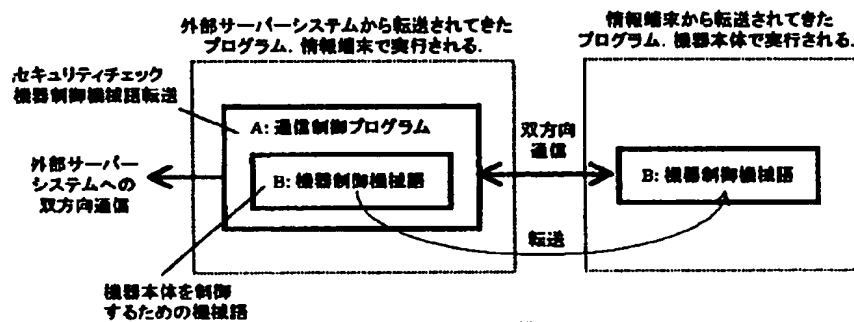 外部サーバーシステムから転送されてきた
プログラム．情報端末で実行される．
情報端末から転送されてきた
プログラム．機器本体で実行される．
セキュリティチェック
機器制御機械語転送
A: 通信制御プログラム
B: 機器制御機械語
外部サーバー
システムへの
双方向通信
双方向
通信
B: 機器制御機械語
転送
機器本体を制御
するための機械語